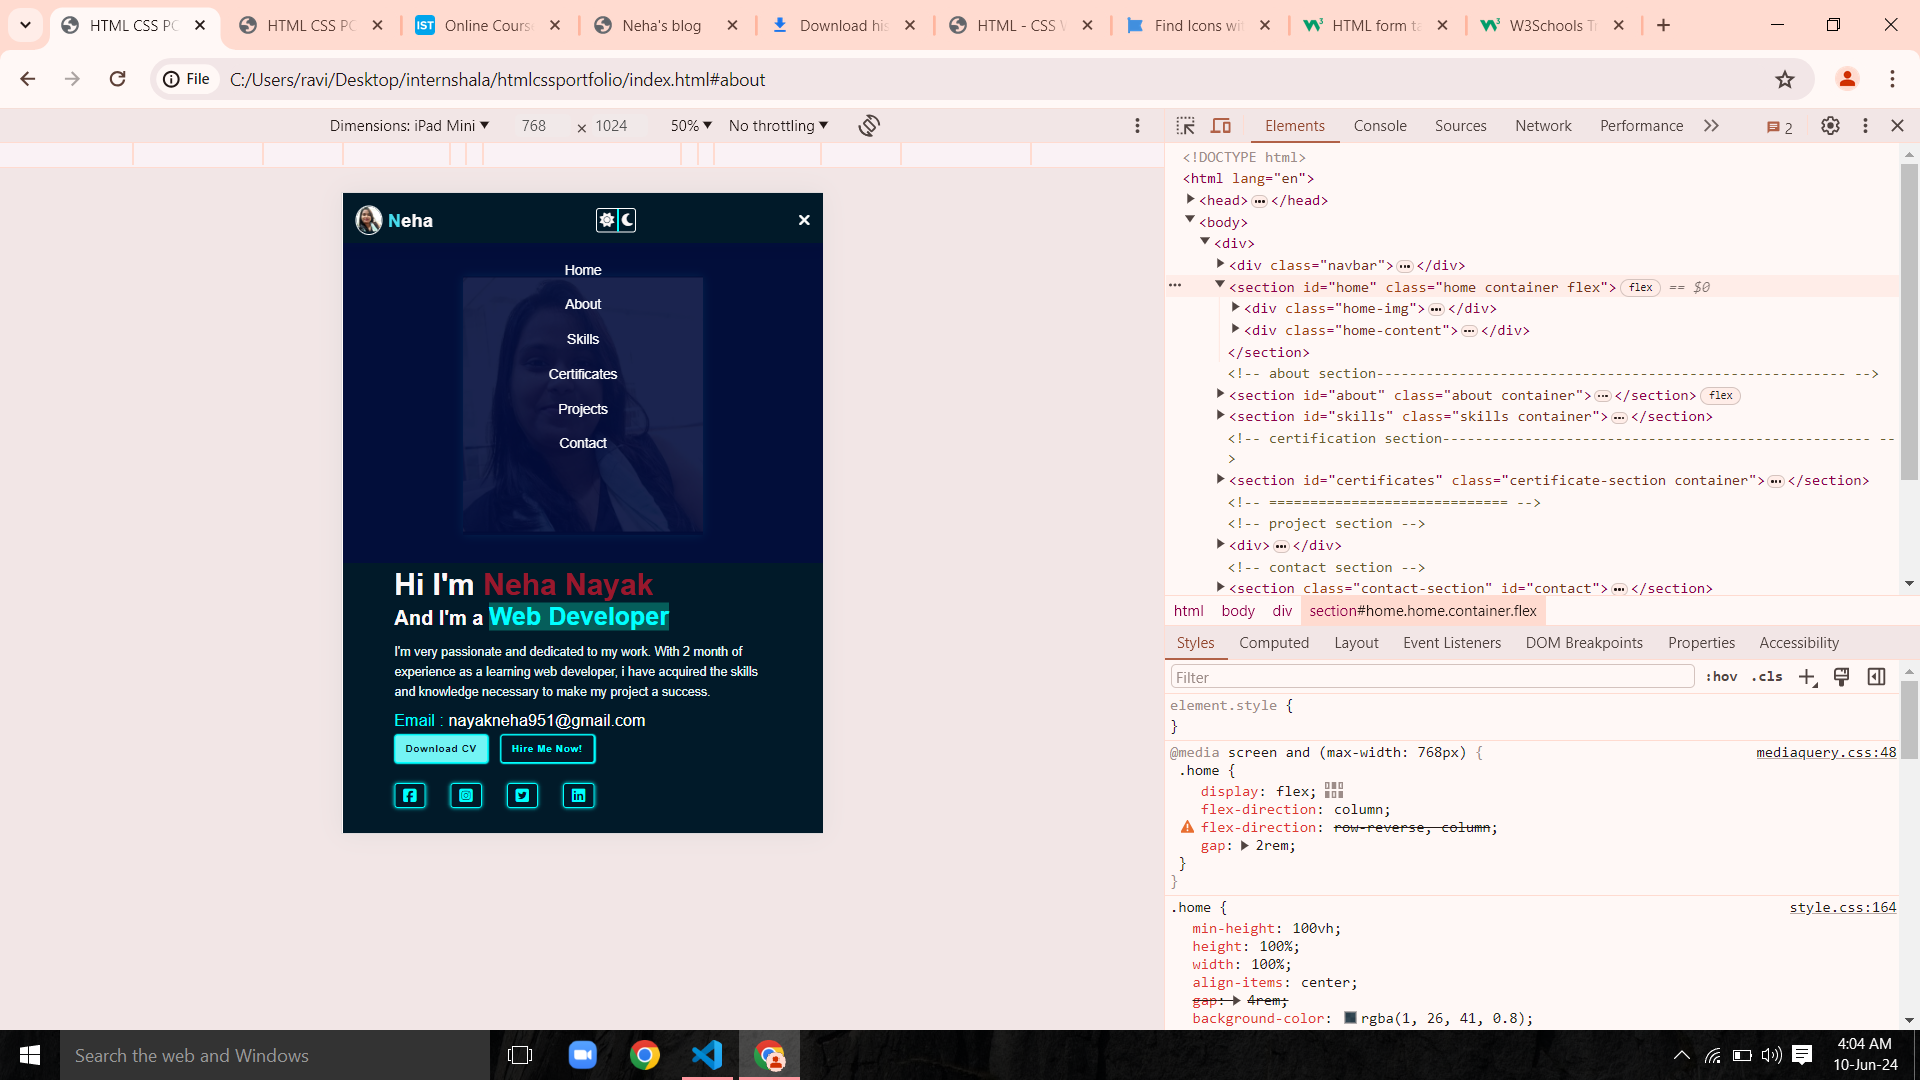 HTML CSS PC
HTML CSS PC
IST Online Cours
Neha's blog
Download his
HTML - CSS V
Find Icons wi
HTML form ta
W3Schools T
File C:/Users/ravi/Desktop/internshala/htmlcssportfolio/index.html#about
Dimensions: iPad Mini ▼ 768 × 1024 50% ▼ No throttling ▼
Elements Console Sources Network Performance 2
Neha
Home
About
Skills
Certificates
Projects
Contact
Hi I'm Neha Nayak
And I'm a Web Developer
I'm very passionate and dedicated to my work. With 2 month of
experience as a learning web developer, i have acquired the skills
and knowledge necessary to make my project a success.
Email : nayakneha951@gmail.com
Download CV Hire Me Now!
<!DOCTYPE html>
<html lang="en">
<head> ••• </head>
<body>
<div>
<div class="navbar"> ••• </div>
••• <section id="home" class="home container flex"> flex == $0
<div class="home-img"> ••• </div>
<div class="home-content"> ••• </div>
</section>
<!-- about section--------------------------------------------------------- -->
<section id="about" class="about container"> ••• </section> flex
<section id="skills" class="skills container"> ••• </section>
<!-- certification section---------------------------------------------------- --
>
<section id="certificates" class="certificate-section container"> ••• </section>
<!-- ============================= -->
<!-- project section -->
<div> ••• </div>
<!-- contact section -->
<section class="contact-section" id="contact"> ••• </section>
html body div section#home.home.container.flex
Styles Computed Layout Event Listeners DOM Breakpoints Properties Accessibility
Filter :hov .cls
element.style {
}
@media screen and (max-width: 768px) { mediaquery.css:48
.home {
display: flex;
flex-direction: column;
flex-direction: row-reverse, column;
gap: 2rem;
}
}
.home { style.css:164
min-height: 100vh;
height: 100%;
width: 100%;
align-items: center;
gap: 4rem;
background-color: rgba(1, 26, 41, 0.8);
Search the web and Windows
4:04 AM
10-Jun-24